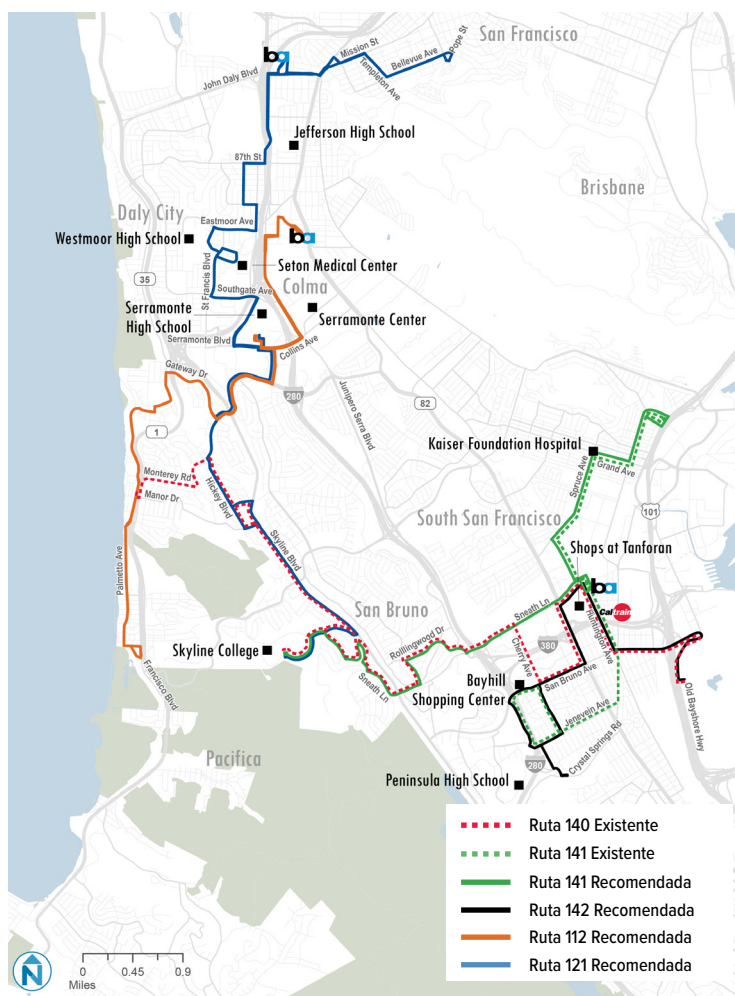 San Francisco
Mission St
Bellevue Ave
Pope St
Templeton Ave
John Daly Blvd
ba
Jefferson High School
87th St
Brisbane
Daly City
Eastmoor Ave
Westmoor High School
ba
Seton Medical Center
35
St Francis Blvd
Southgate Ave
Colma
Serramonte
High School
Serramonte Center
Serramonte Blvd
Collins Ave
Gateway Dr
280
Junipero Serra Blvd
82
1
Kaiser Foundation Hospital
Grand Ave
Spruce Ave
Monterey Rd
Manor Dr
Hickey Blvd
101
South San Francisco
Skyline Blvd
Shops at Tanforan
ba
Palmetto Ave
San Bruno
Sneath Ln
Caltrain
Huntington Ave
Rolllingwood Dr
380
Cherry Ave
Skyline College
Sneath Ln
San Bruno Ave
Bayhill
Shopping Center
Francisco Blvd
Jenevein Ave
Old Bayshore Hwy
Crystal Springs Rd
Pacifica
280
Peninsula High School
Ruta 140 Existente
Ruta 141 Existente
Ruta 141 Recomendada
Ruta 142 Recomendada
Ruta 112 Recomendada
Ruta 121 Recomendada
N
0 0.45 0.9
Miles